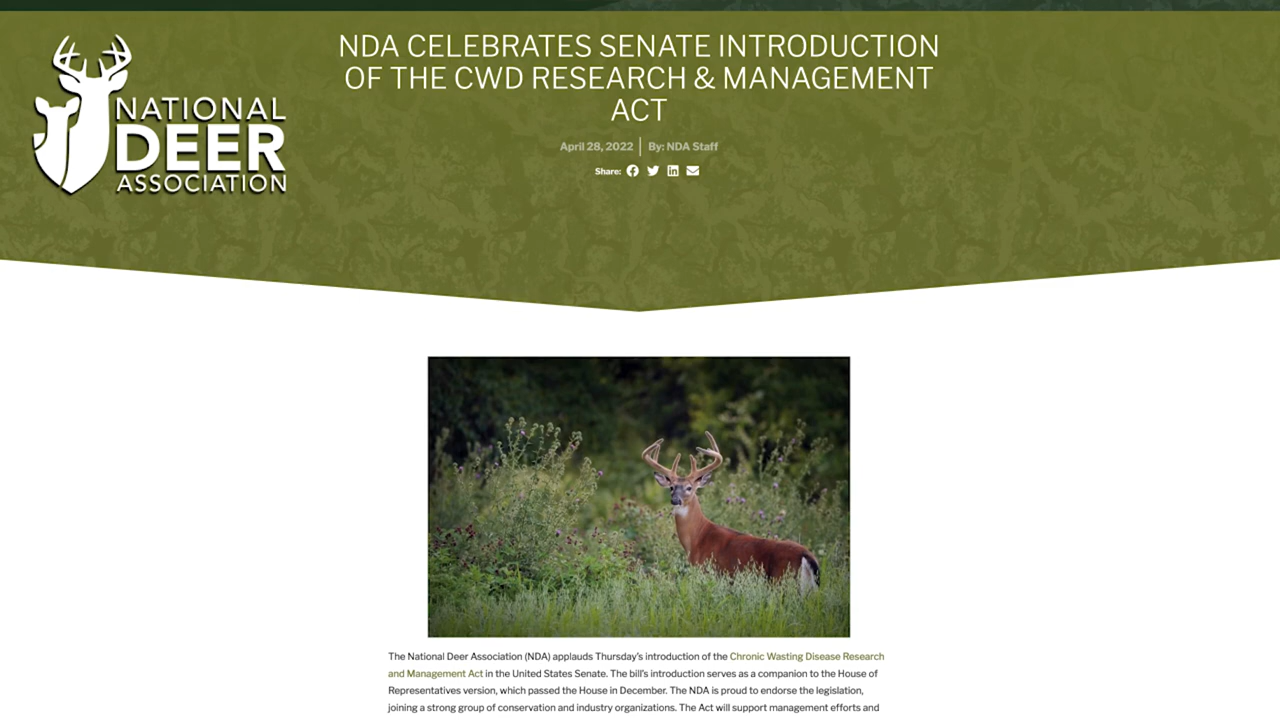 NDA CELEBRATES SENATE INTRODUCTION
OF THE CWD RESEARCH & MANAGEMENT
ACT
NATIONAL
DEER
ASSOCIATION
April 28, 2022 | By: NDA Staff
Share:
The National Deer Association (NDA) applauds Thursday's introduction of the Chronic Wasting Disease Research
and Management Act in the United States Senate. The bill's introduction serves as a companion to the House of
Representatives version, which passed the House in December. The NDA is proud to endorse the legislation,
joining a strong group of conservation and industry organizations. The Act will support management efforts and